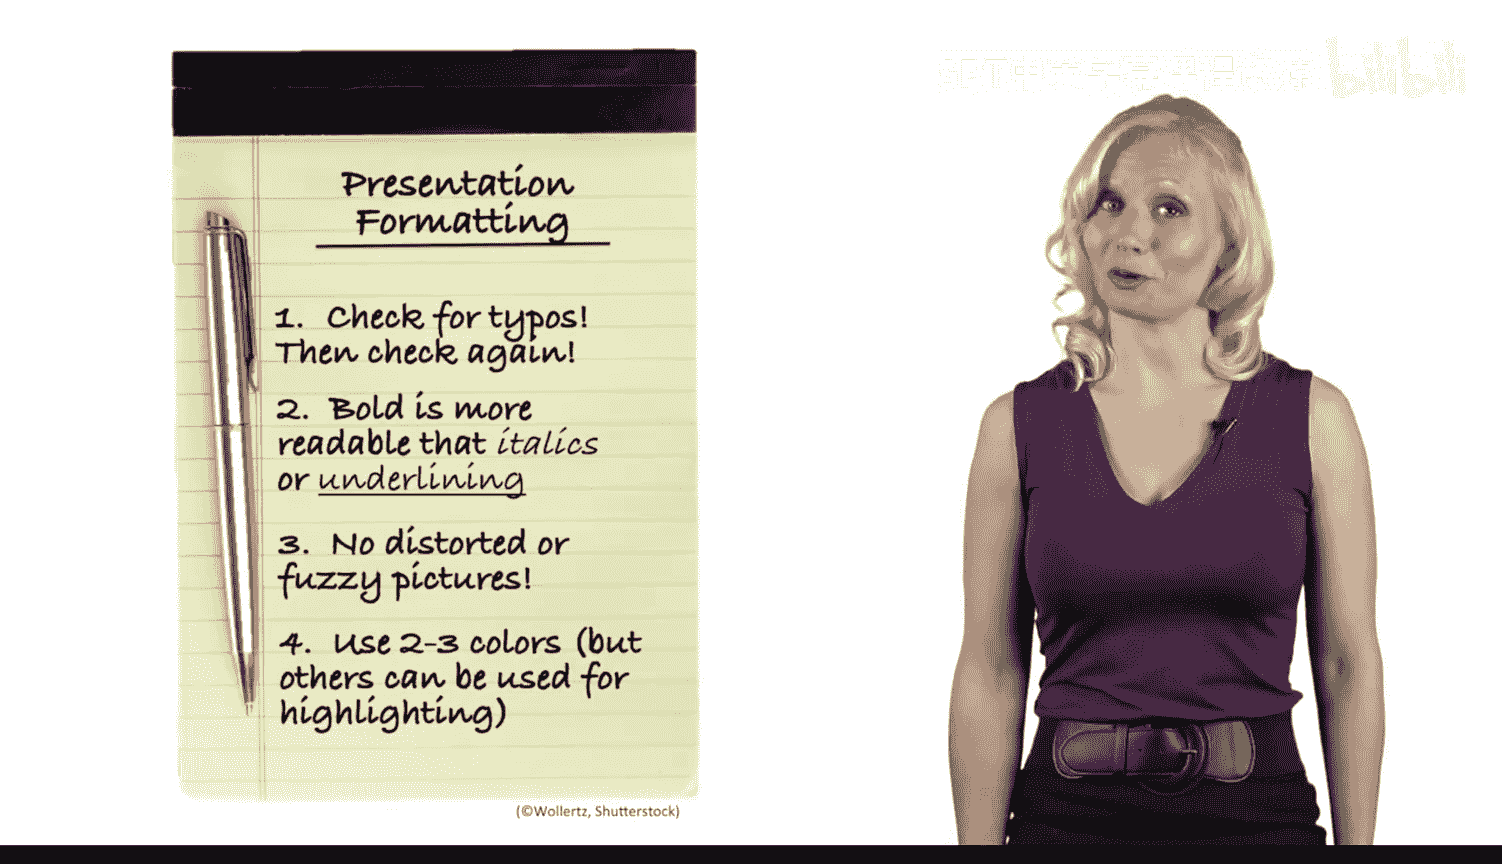 Presentation
Formatting
1. Check for typos!
Then check again!
2. Bold is more
readable that italics
or underlining
3. No distorted or
fuzzy pictures!
4. Use 2-3 colors (but
others can be used for
highlighting)
(©Wollertz, Shutterstock)
bilibili